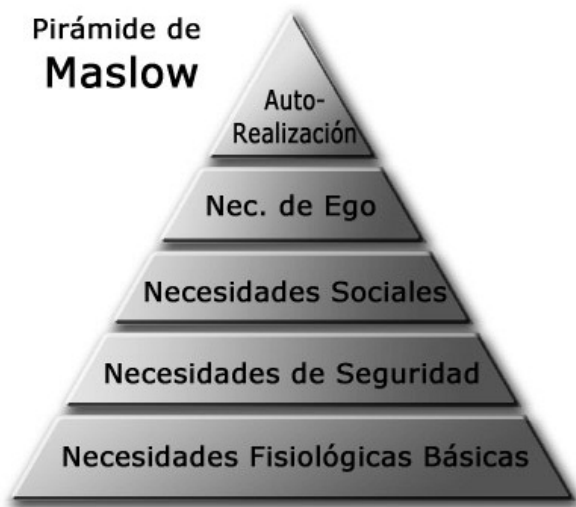 Pirámide de
Maslow
Auto-
Realización
Nec. de Ego
Necesidades Sociales
Necesidades de Seguridad
Necesidades Fisiológicas Básicas